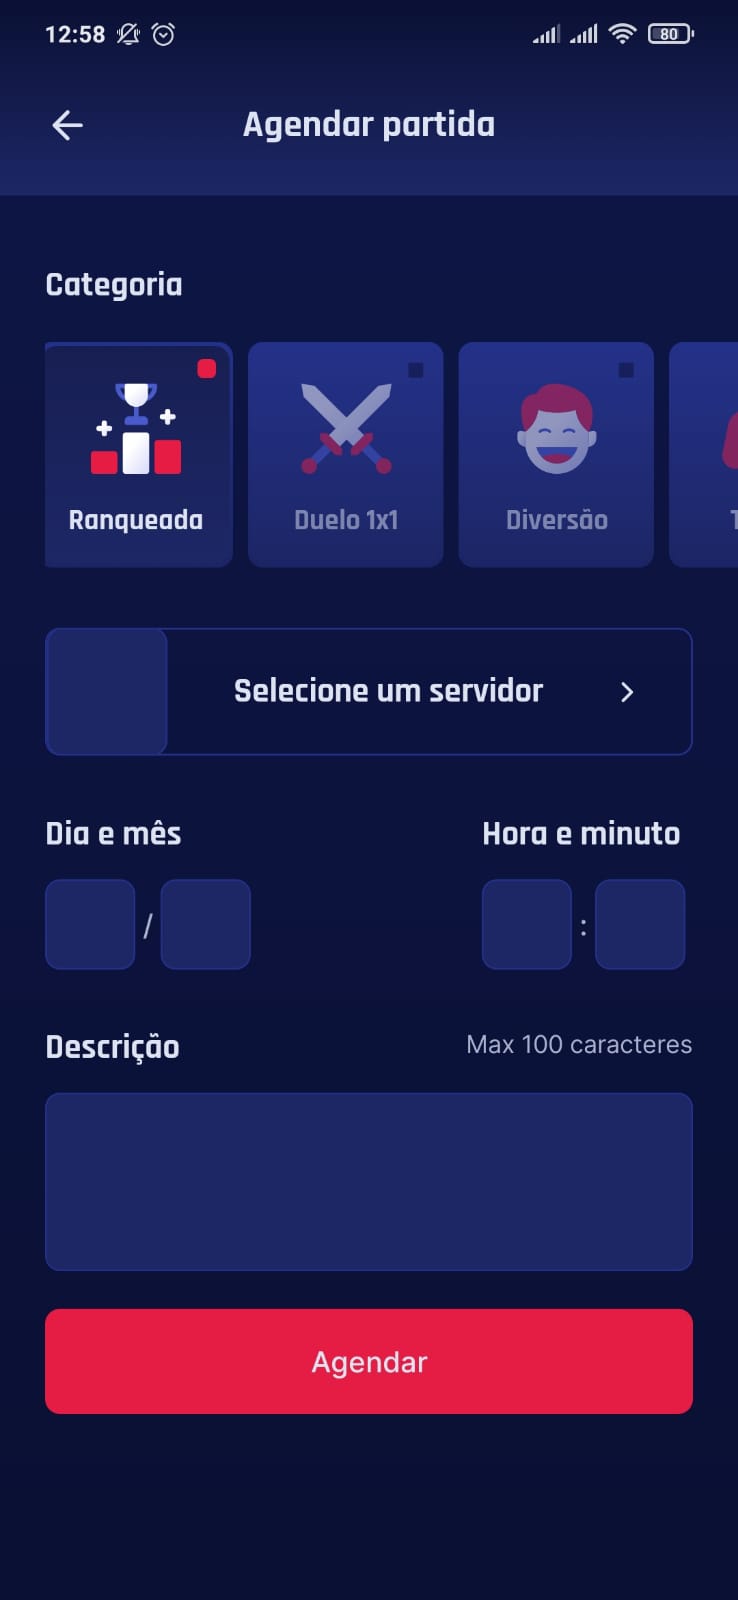 12:58 80
Agendar partida
Categoria
Ranqueada Duelo 1x1 Diversão T
Selecione um servidor
Dia e mês Hora e minuto
/ :
Descrição Max 100 caracteres
Agendar